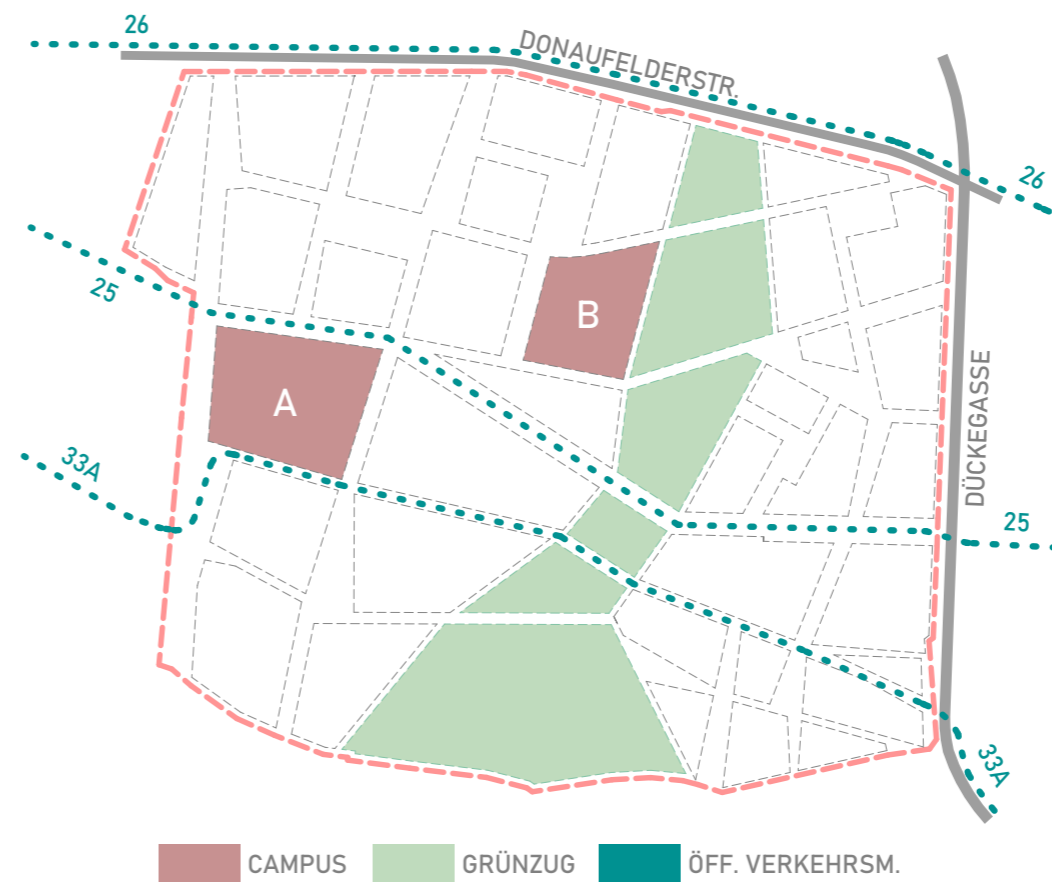 26
DONAUFELDERSTR.
26
25
B
A
DÜCKEGASSE
33A
25
33A
CAMPUS
GRÜNZUG
ÖFF. VERKEHRSM.